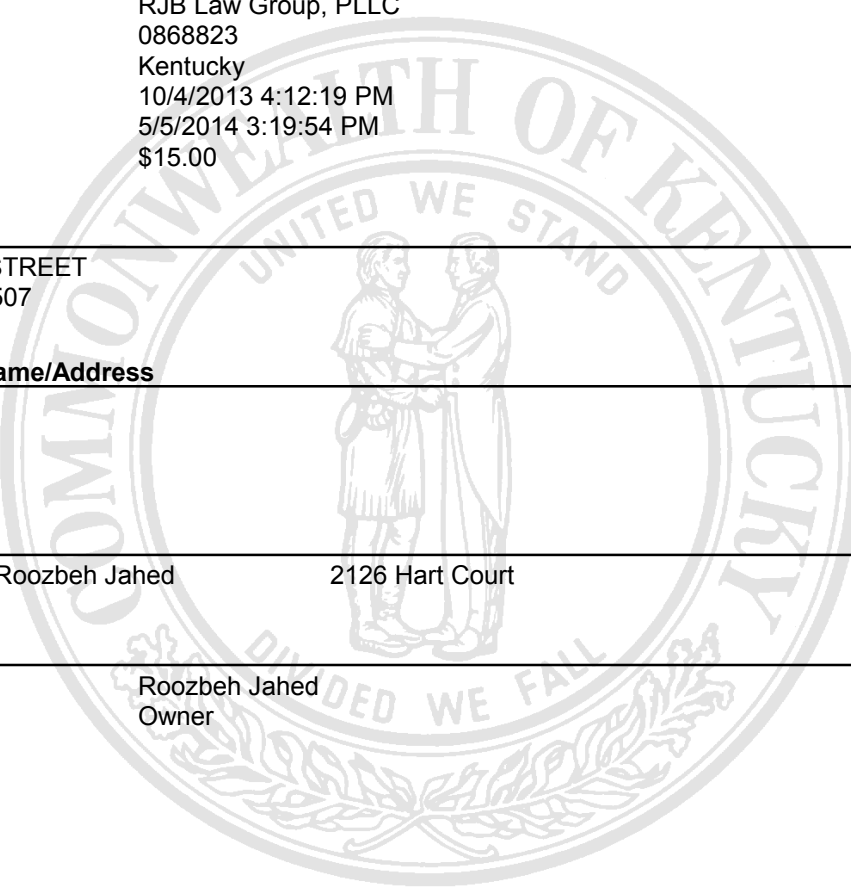 RJB Law Group, PLLC
0868823
Kentucky
10/4/2013 4:12:19 PM
5/5/2014 3:19:54 PM
$15.00
STREET
507
ame/Address
Roozbeh Jahed 2126 Hart Court
Roozbeh Jahed
Owner
COMMONWEALTH OF KENTUCKY
UNITED WE STAND
DIVIDED WE FALL